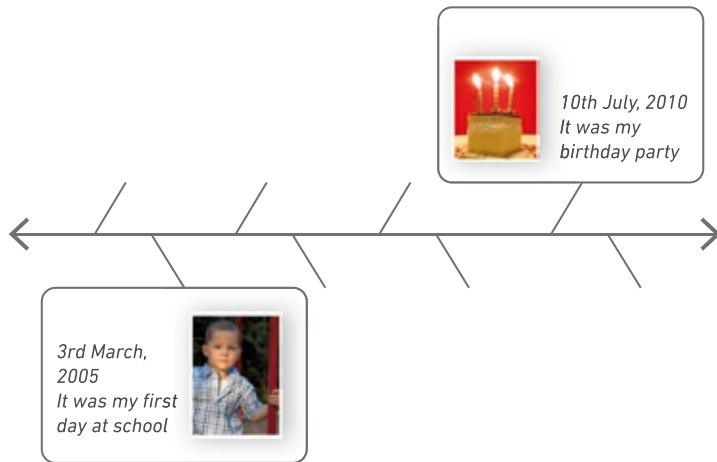 10th July, 2010
It was my
birthday party
3rd March,
2005
It was my first
day at school